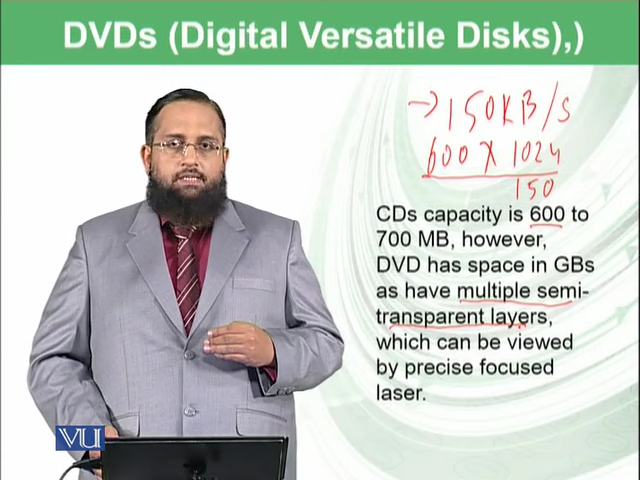 DVDs (Digital Versatile Disks),)
→150KB/s
600 X 1024
150
CDs capacity is 600 to
700 MB, however,
DVD has space in GBs
as have multiple semi-
transparent layers,
which can be viewed
by precise focused
laser.
VU